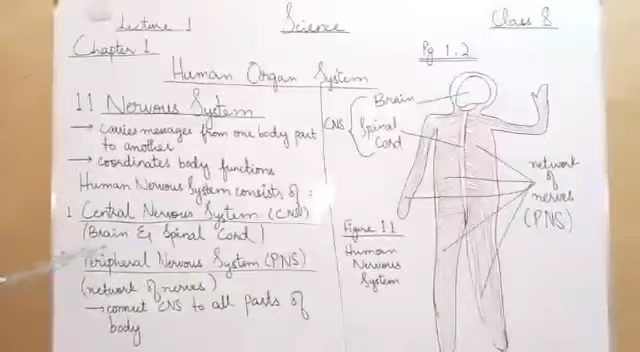 Lecture 1
Science
Class 8
Chapter 1
Pg 1.2
Human Organ System
1.1 Nervous System
→ carries messages from one body part
to another
→ coordinates body functions
Human Nervous System consists of :
1 Central Nervous System (CNS)
(Brain & Spinal Cord)
Peripheral Nervous System (PNS)
(network of nerves)
→ connect CNS to all parts of
body
CNS
Brain
Spinal
Cord
network
of
nerves
(PNS)
Figure 1.1
Human
Nervous
System